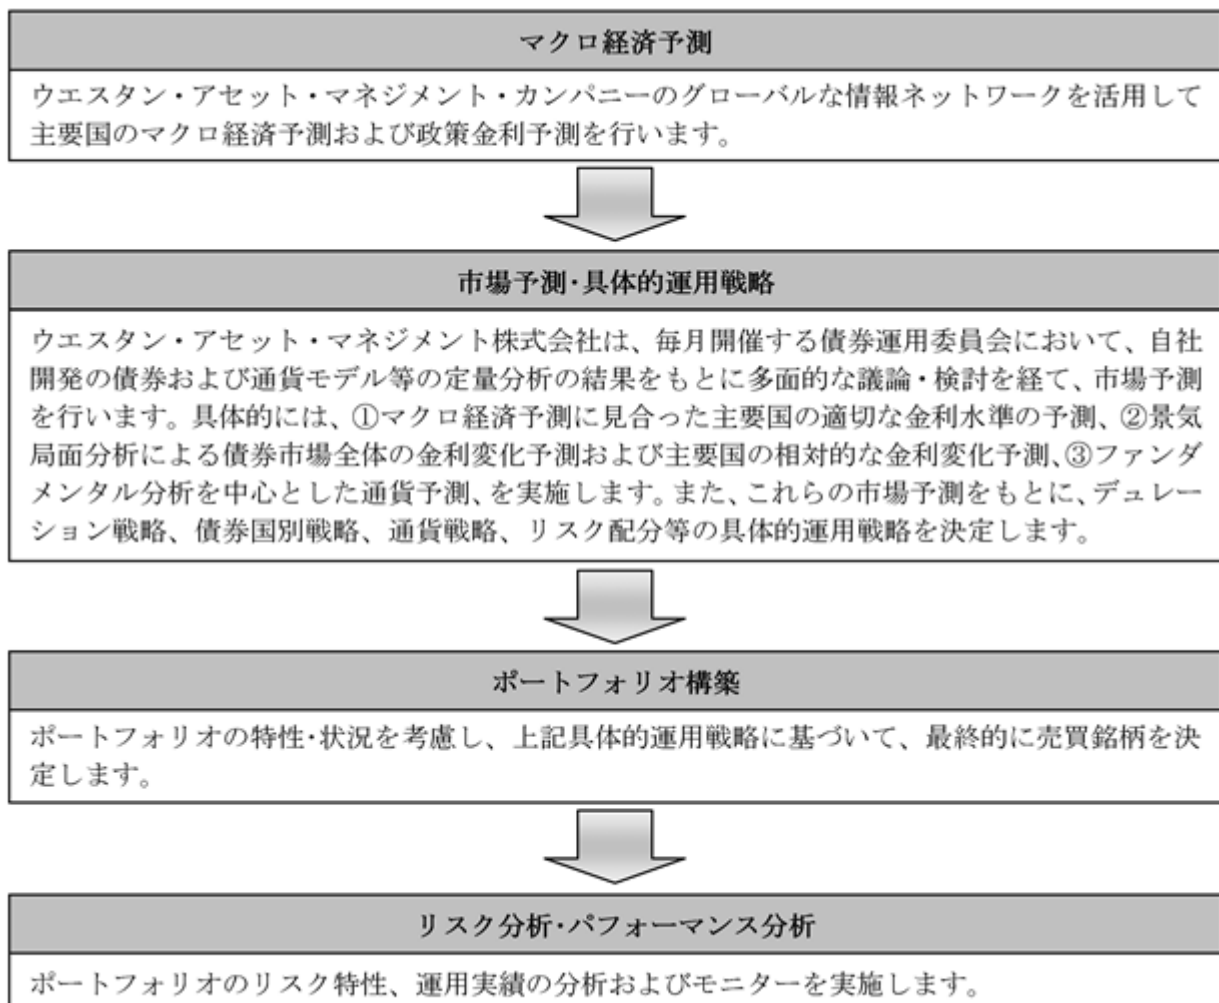 マクロ経済予測
ウエスタン・アセット・マネジメント・カンパニーのグローバルな情報ネットワークを活用して
主要国のマクロ経済予測および政策金利予測を行います。
市場予測・具体的運用戦略
ウエスタン・アセット・マネジメント株式会社は、毎月開催する債券運用委員会において、自社
開発の債券および通貨モデル等の定量分析の結果をもとに多面的な議論・検討を経て、市場予測
を行います。具体的には、①マクロ経済予測に見合った主要国の適切な金利水準の予測、②景気
局面分析による債券市場全体の金利変化予測および主要国の相対的な金利変化予測、③ファンダ
メンタル分析を中心とした通貨予測、を実施します。また、これらの市場予測をもとに、デュレー
ション戦略、債券国別戦略、通貨戦略、リスク配分等の具体的運用戦略を決定します。
ポートフォリオ構築
ポートフォリオの特性・状況を考慮し、上記具体的運用戦略に基づいて、最終的に売買銘柄を決
定します。
リスク分析・パフォーマンス分析
ポートフォリオのリスク特性、運用実績の分析およびモニターを実施します。